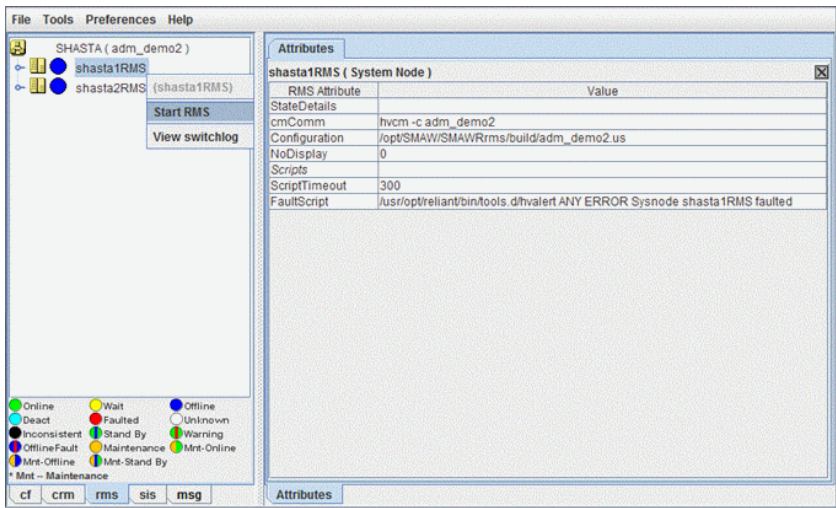 File Tools Preferences Help
SHASTA ( adm_demo2 )
shasta1RMS
shasta2RMS
(shasta1RMS)
Start RMS
View switchlog
Online Wait Offline
Deact Faulted Unknown
Inconsistent Stand By Warning
OfflineFault Maintenance Mnt-Online
Mnt-Offline Mnt-Stand By
* Mnt -- Maintenance
cf crm rms sis msg
Attributes
shasta1RMS ( System Node )
RMS Attribute Value
StateDetails
cmComm hvcm -c adm_demo2
Configuration /opt/SMAW/SMAWRrms/build/adm_demo2.us
NoDisplay 0
Scripts
ScriptTimeout 300
FaultScript /usr/opt/reliant/bin/tools.d/hvalert ANY ERROR Sysnode shasta1RMS faulted
Attributes